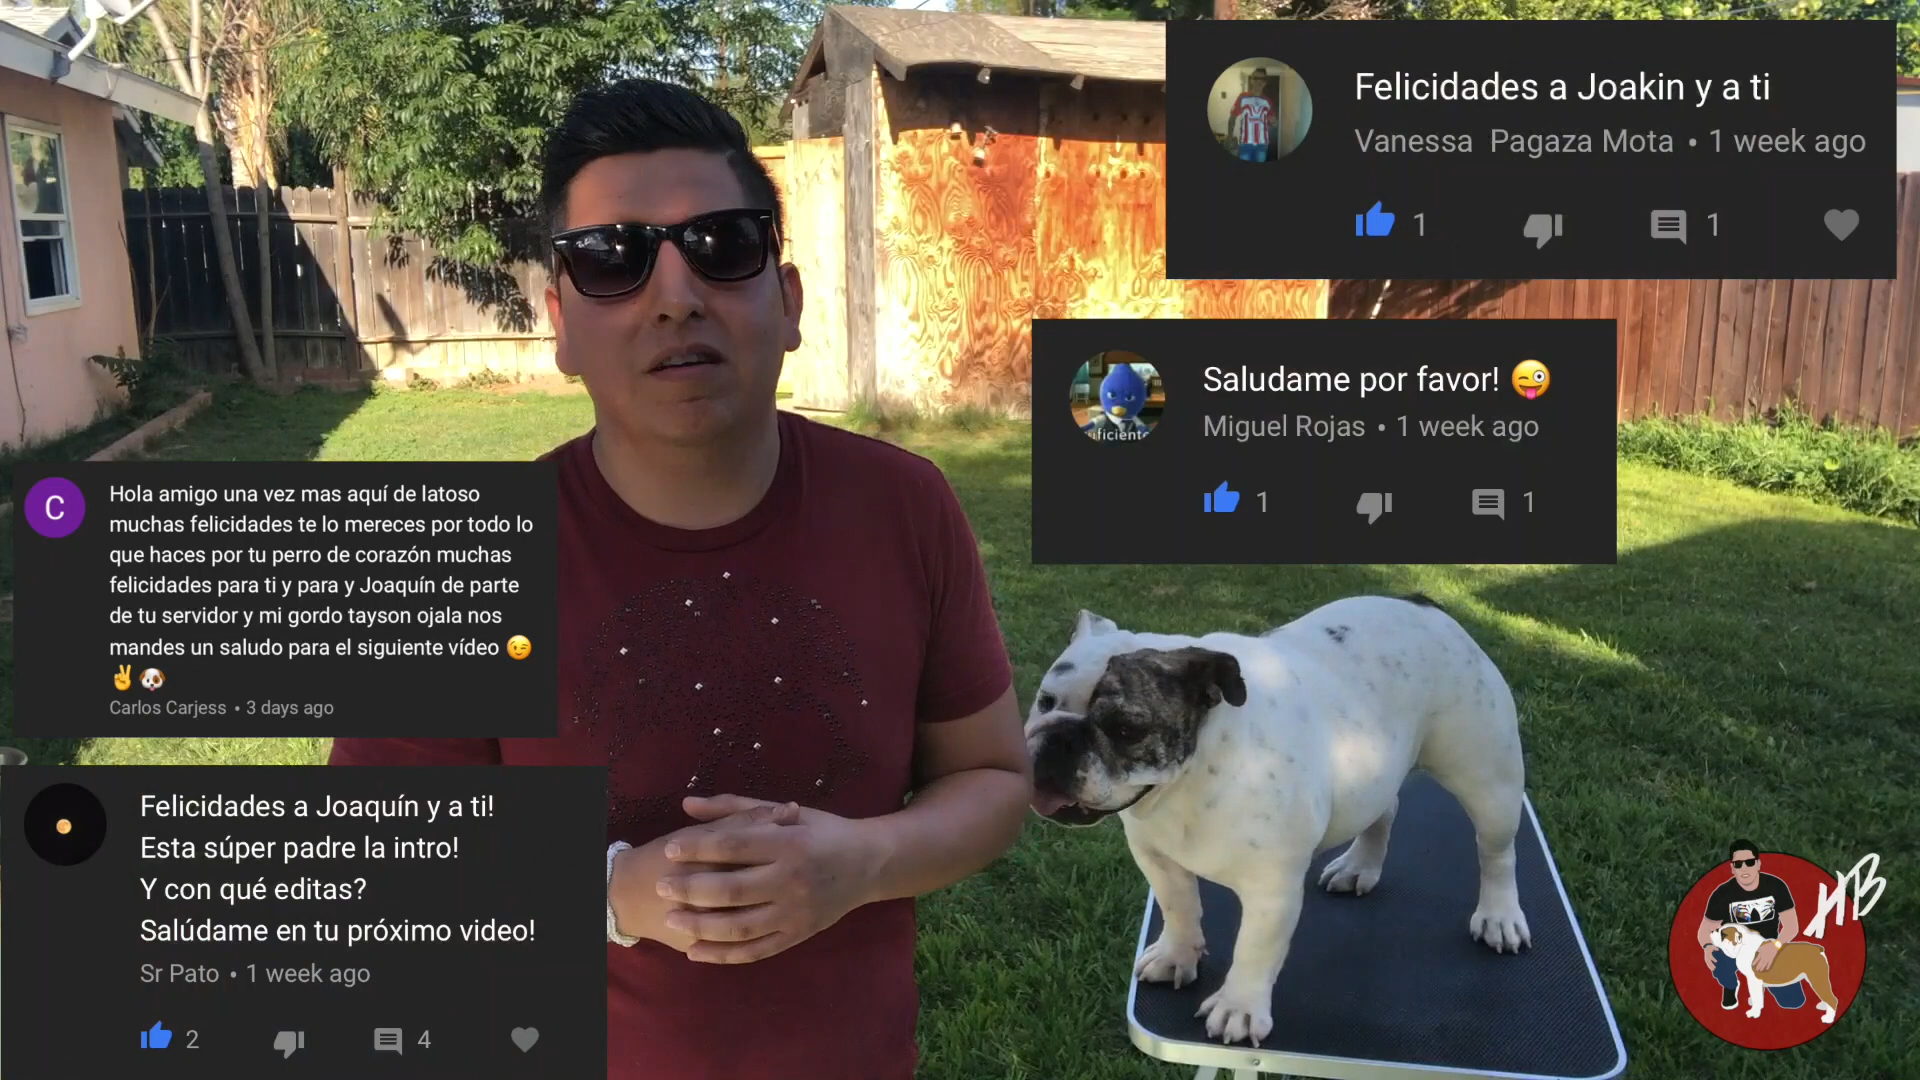 Felicidades a Joakin y a ti
Vanessa Pagaza Mota • 1 week ago
1
1
Saludame por favor! 😜
Miguel Rojas • 1 week ago
1
1
C
Hola amigo una vez mas aquí de latoso
muchas felicidades te lo mereces por todo lo
que haces por tu perro de corazón muchas
felicidades para ti y para y Joaquín de parte
de tu servidor y mi gordo tayson ojala nos
mandes un saludo para el siguiente vídeo 😉
✌️🐶
Carlos Carjess • 3 days ago
Felicidades a Joaquín y a ti!
Esta súper padre la intro!
Y con qué editas?
Salúdame en tu próximo video!
Sr Pato • 1 week ago
2
4
HB